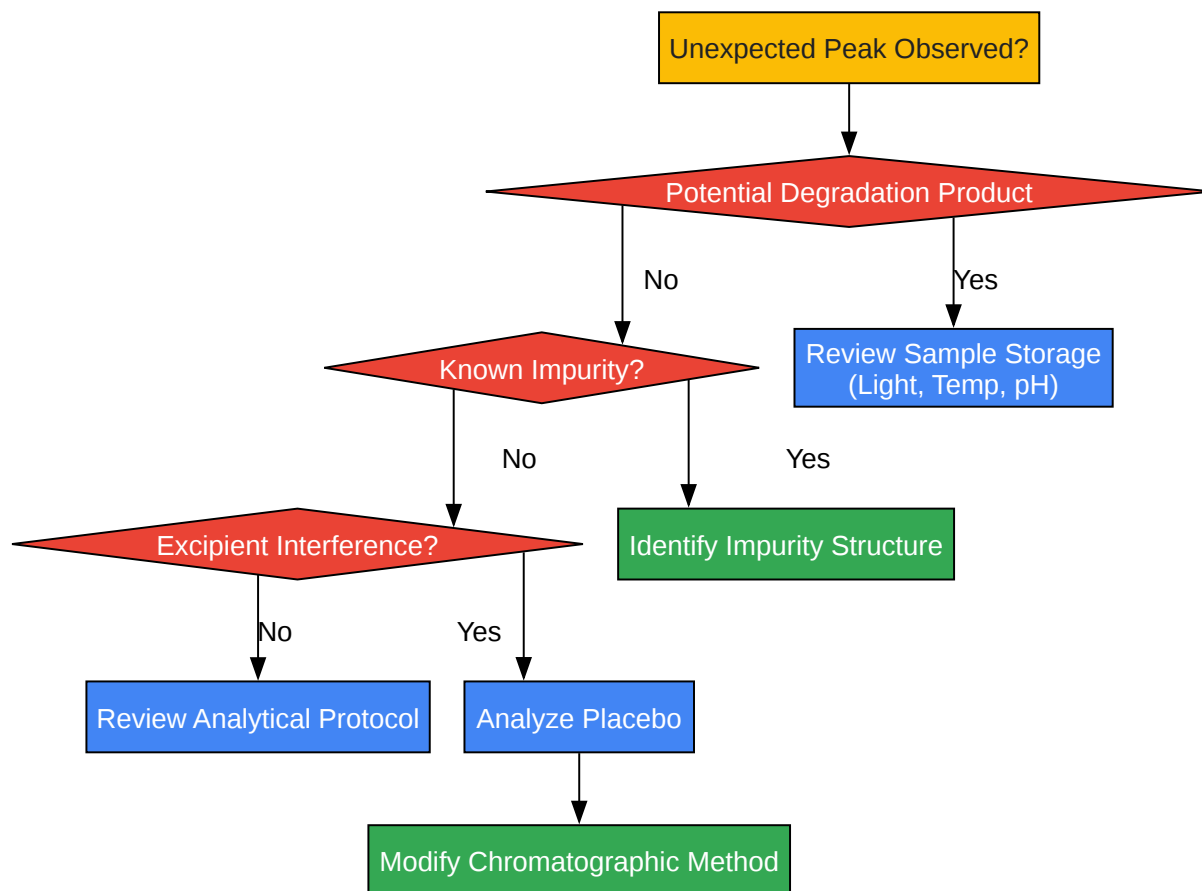 Unexpected Peak Observed?
Potential Degradation Product
No
Yes
Review Sample Storage
(Light, Temp, pH)
Known Impurity?
No
Yes
Identify Impurity Structure
Excipient Interference?
No
Yes
Review Analytical Protocol
Analyze Placebo
Modify Chromatographic Method